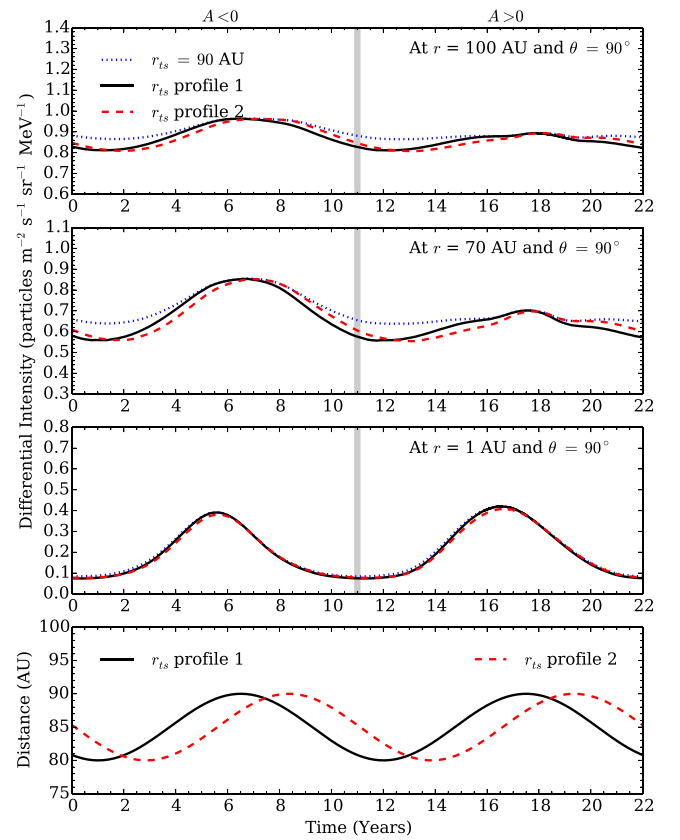 A <0 A >0
1.4
1.3
1.2
1.1
1.0
0.9
0.8
0.7
0.6
At r = 100 AU and θ = 90°
r_ts = 90 AU
r_ts profile 1
r_ts profile 2
0 2 4 6 8 10 12 14 16 18 20 22
Differential Intensity (particles m⁻² s⁻¹ sr⁻¹ MeV⁻¹)
1.1
1.0
0.9
0.8
0.7
0.6
0.5
0.4
0.3
At r = 70 AU and θ = 90°
0 2 4 6 8 10 12 14 16 18 20 22
0.8
0.7
0.6
0.5
0.4
0.3
0.2
0.1
0.0
At r = 1 AU and θ = 90°
0 2 4 6 8 10 12 14 16 18 20 22
Distance (AU)
100
95
90
85
80
75
r_ts profile 1 r_ts profile 2
0 2 4 6 8 10 12 14 16 18 20 22
Time (Years)